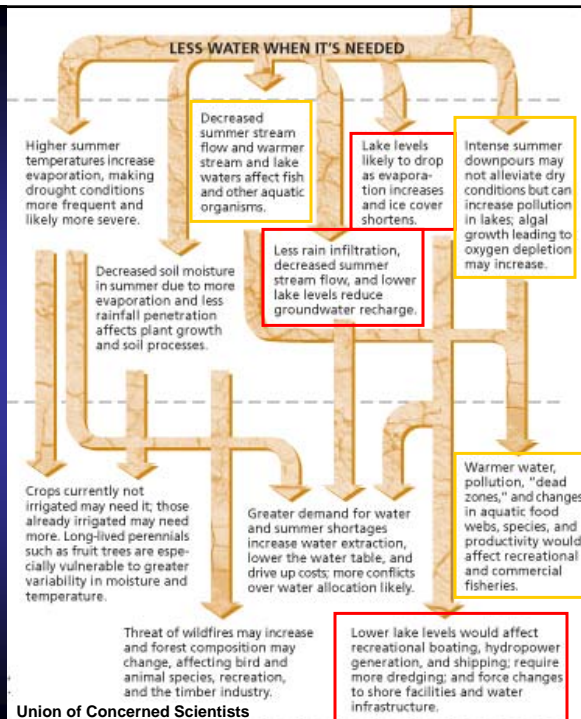 LESS WATER WHEN IT'S NEEDED
Higher summer
temperatures increase
evaporation, making
drought conditions
more frequent and
likely more severe.
Decreased
summer stream
flow and warmer
stream and lake
waters affect fish
and other aquatic
organisms.
Lake levels
likely to drop
as evapora-
tion increases
and ice cover
shortens.
Intense summer
downpours may
not alleviate dry
conditions but can
increase pollution
in lakes; algal
growth leading to
oxygen depletion
may increase.
Decreased soil moisture
in summer due to more
evaporation and less
rainfall penetration
affects plant growth
and soil processes.
Less rain infiltration,
decreased summer
stream flow, and lower
lake levels reduce
groundwater recharge.
Crops currently not
irrigated may need it; those
already irrigated may need
more. Long-lived perennials
such as fruit trees are espe-
cially vulnerable to greater
variability in moisture and
temperature.
Greater demand for water
and summer shortages
increase water extraction,
lower the water table, and
drive up costs; more conflicts
over water allocation likely.
Warmer water,
pollution, "dead
zones," and changes
in aquatic food
webs, species, and
productivity would
affect recreational
and commercial
fisheries.
Threat of wildfires may increase
and forest composition may
change, affecting bird and
animal species, recreation,
and the timber industry.
Lower lake levels would affect
recreational boating, hydropower
generation, and shipping; require
more dredging; and force changes
to shore facilities and water
infrastructure.
Union of Concerned Scientists